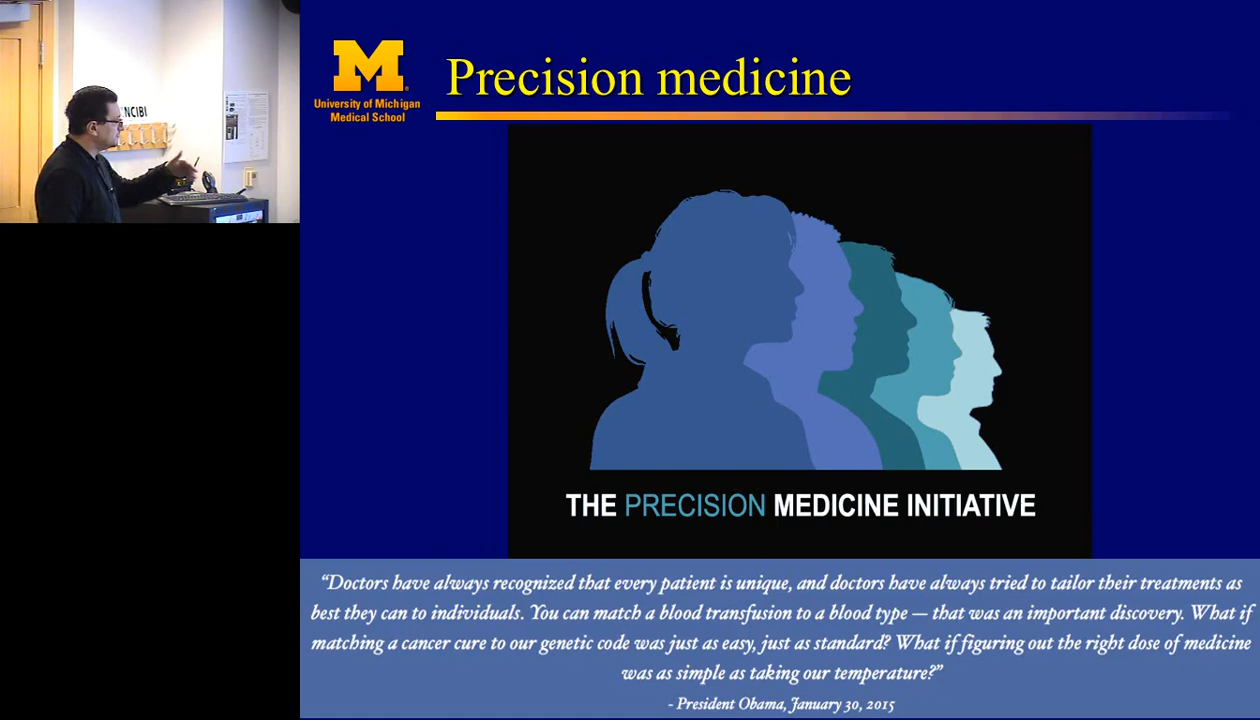 NCIBI
M
University of Michigan
Medical School
Precision medicine
THE PRECISION MEDICINE INITIATIVE
“Doctors have always recognized that every patient is unique, and doctors have always tried to tailor their treatments as
best they can to individuals. You can match a blood transfusion to a blood type — that was an important discovery. What if
matching a cancer cure to our genetic code was just as easy, just as standard? What if figuring out the right dose of medicine
was as simple as taking our temperature?”
- President Obama, January 30, 2015